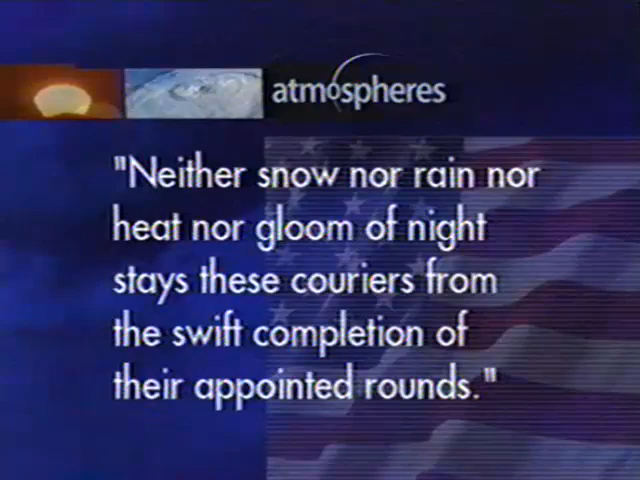 atmospheres
"Neither snow nor rain nor
heat nor gloom of night
stays these couriers from
the swift completion of
their appointed rounds."